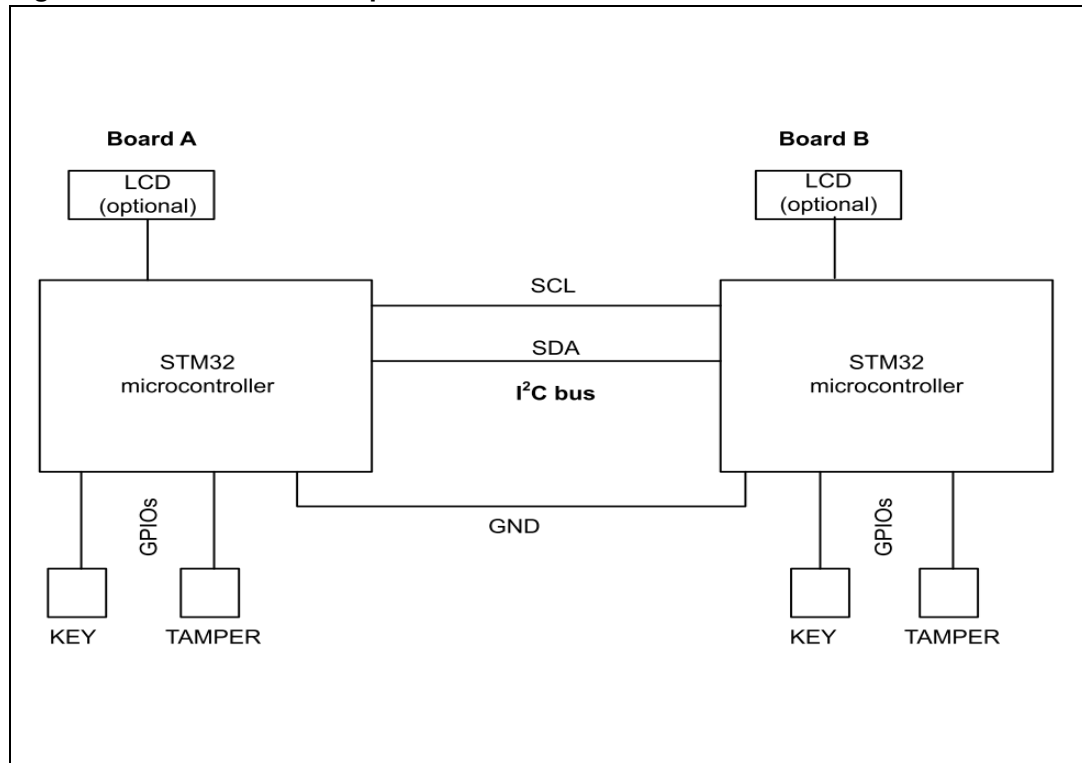 Board A
Board B
LCD
(optional)
LCD
(optional)
SCL
SDA
I²C bus
STM32
microcontroller
STM32
microcontroller
GPIOs
GND
GPIOs
KEY
TAMPER
KEY
TAMPER